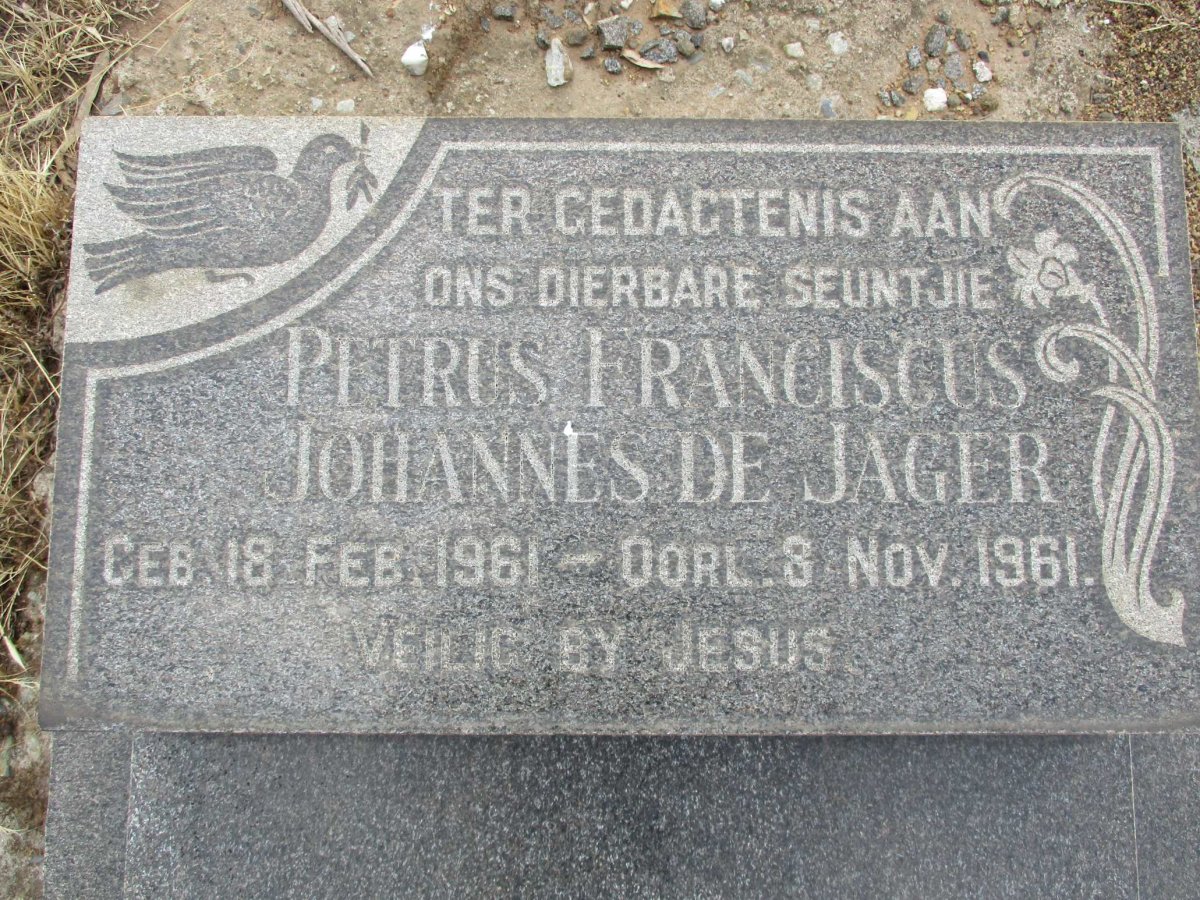 TER GEDAGTENIS AAN
ONS DIERBARE SEUNTJIE
PETRUS FRANCISCUS
JOHANNES DE JAGER
GEB. 18 FEB. 1961 – OORL. 8 NOV. 1961.
VEILIG BY JESUS